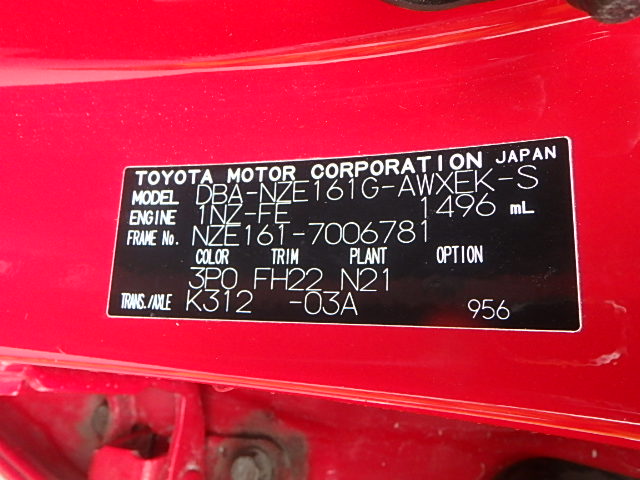 TOYOTA MOTOR CORPORATION JAPAN
MODEL DBA-NZE161G-AWXEK-S
ENGINE 1NZ-FE 1496 mL
FRAME No. NZE161-7006781
COLOR TRIM PLANT OPTION
3P0 FH22 N21
TRANS./AXLE K312 -03A 956